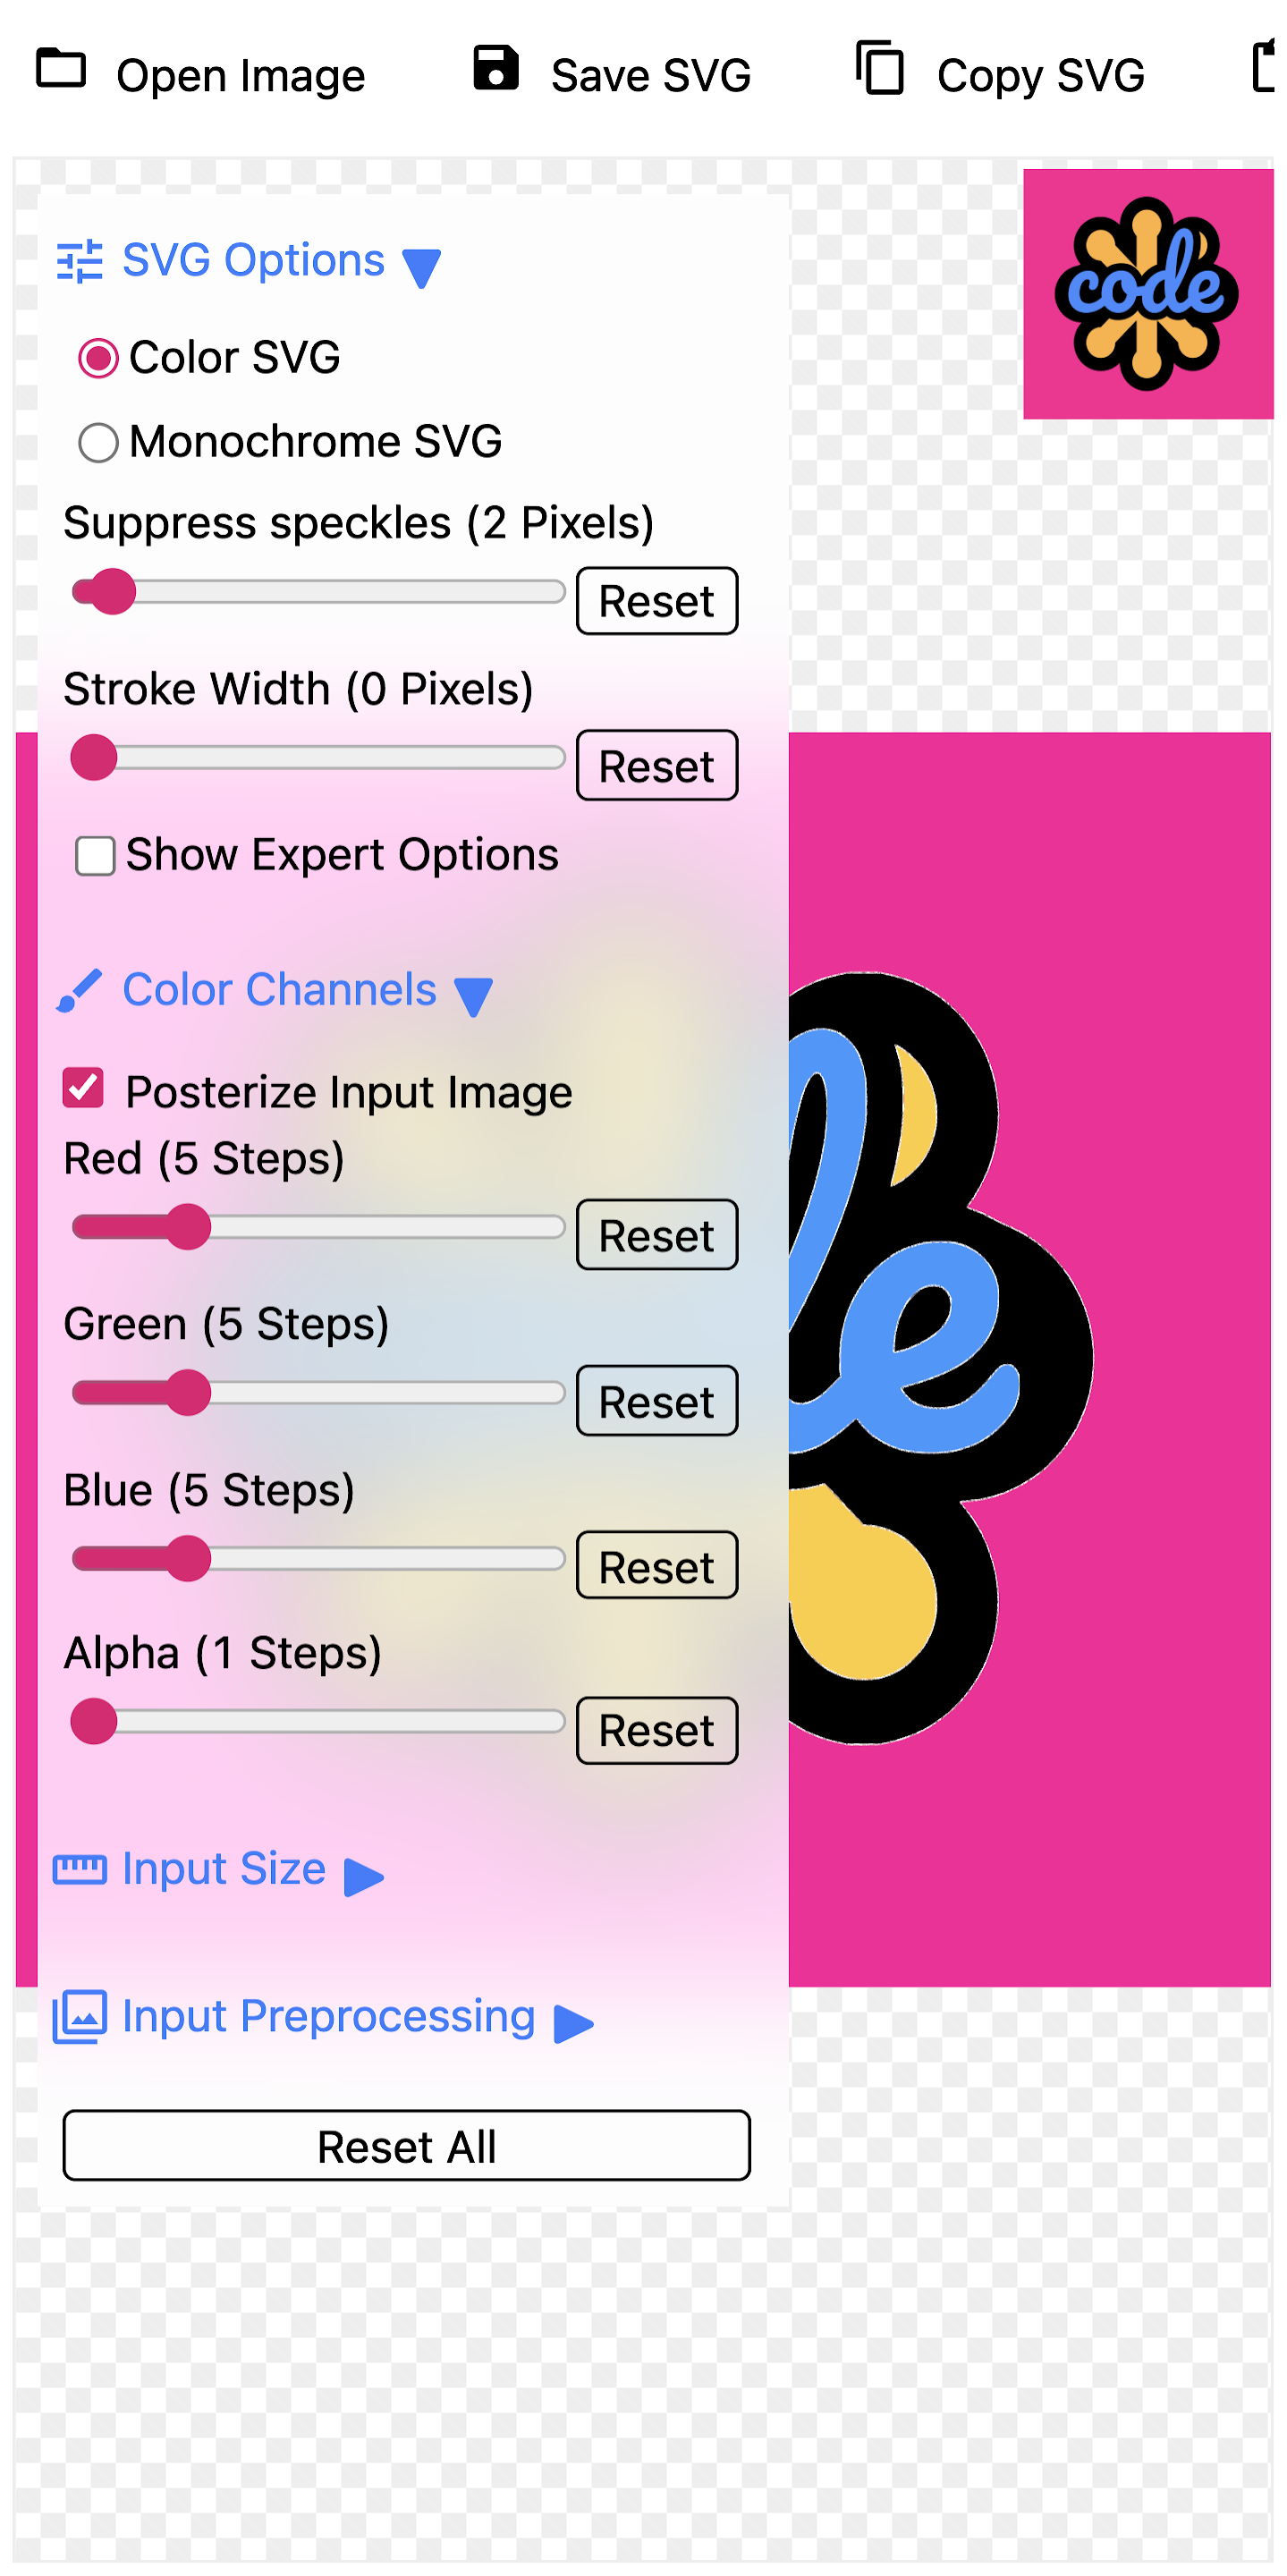 Open Image Save SVG Copy SVG
code
SVG Options
Color SVG
Monochrome SVG
Suppress speckles (2 Pixels)
Reset
Stroke Width (0 Pixels)
Reset
Show Expert Options
Color Channels
Posterize Input Image
Red (5 Steps)
Reset
Green (5 Steps)
Reset
Blue (5 Steps)
Reset
Alpha (1 Steps)
Reset
Input Size
Input Preprocessing
Reset All
de